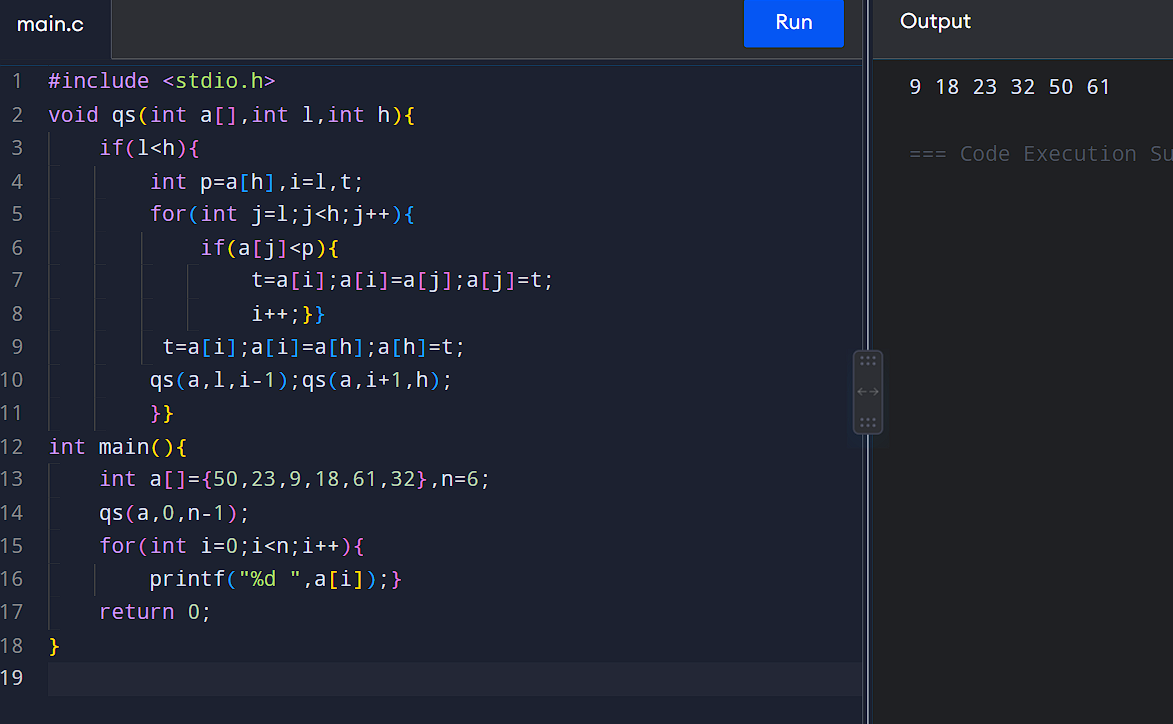 main.c
Run
Output
1 #include <stdio.h>
2 void qs(int a[],int l,int h){
3     if(l<h){
4         int p=a[h],i=l,t;
5         for(int j=l;j<h;j++){
6             if(a[j]<p){
7                 t=a[i];a[i]=a[j];a[j]=t;
8                 i++;}}
9          t=a[i];a[i]=a[h];a[h]=t;
10         qs(a,l,i-1);qs(a,i+1,h);
11         }}
12 int main(){
13     int a[]={50,23,9,18,61,32},n=6;
14     qs(a,0,n-1);
15     for(int i=0;i<n;i++){
16         printf("%d ",a[i]);}
17     return 0;
18 }
19
9 18 23 32 50 61
=== Code Execution Su